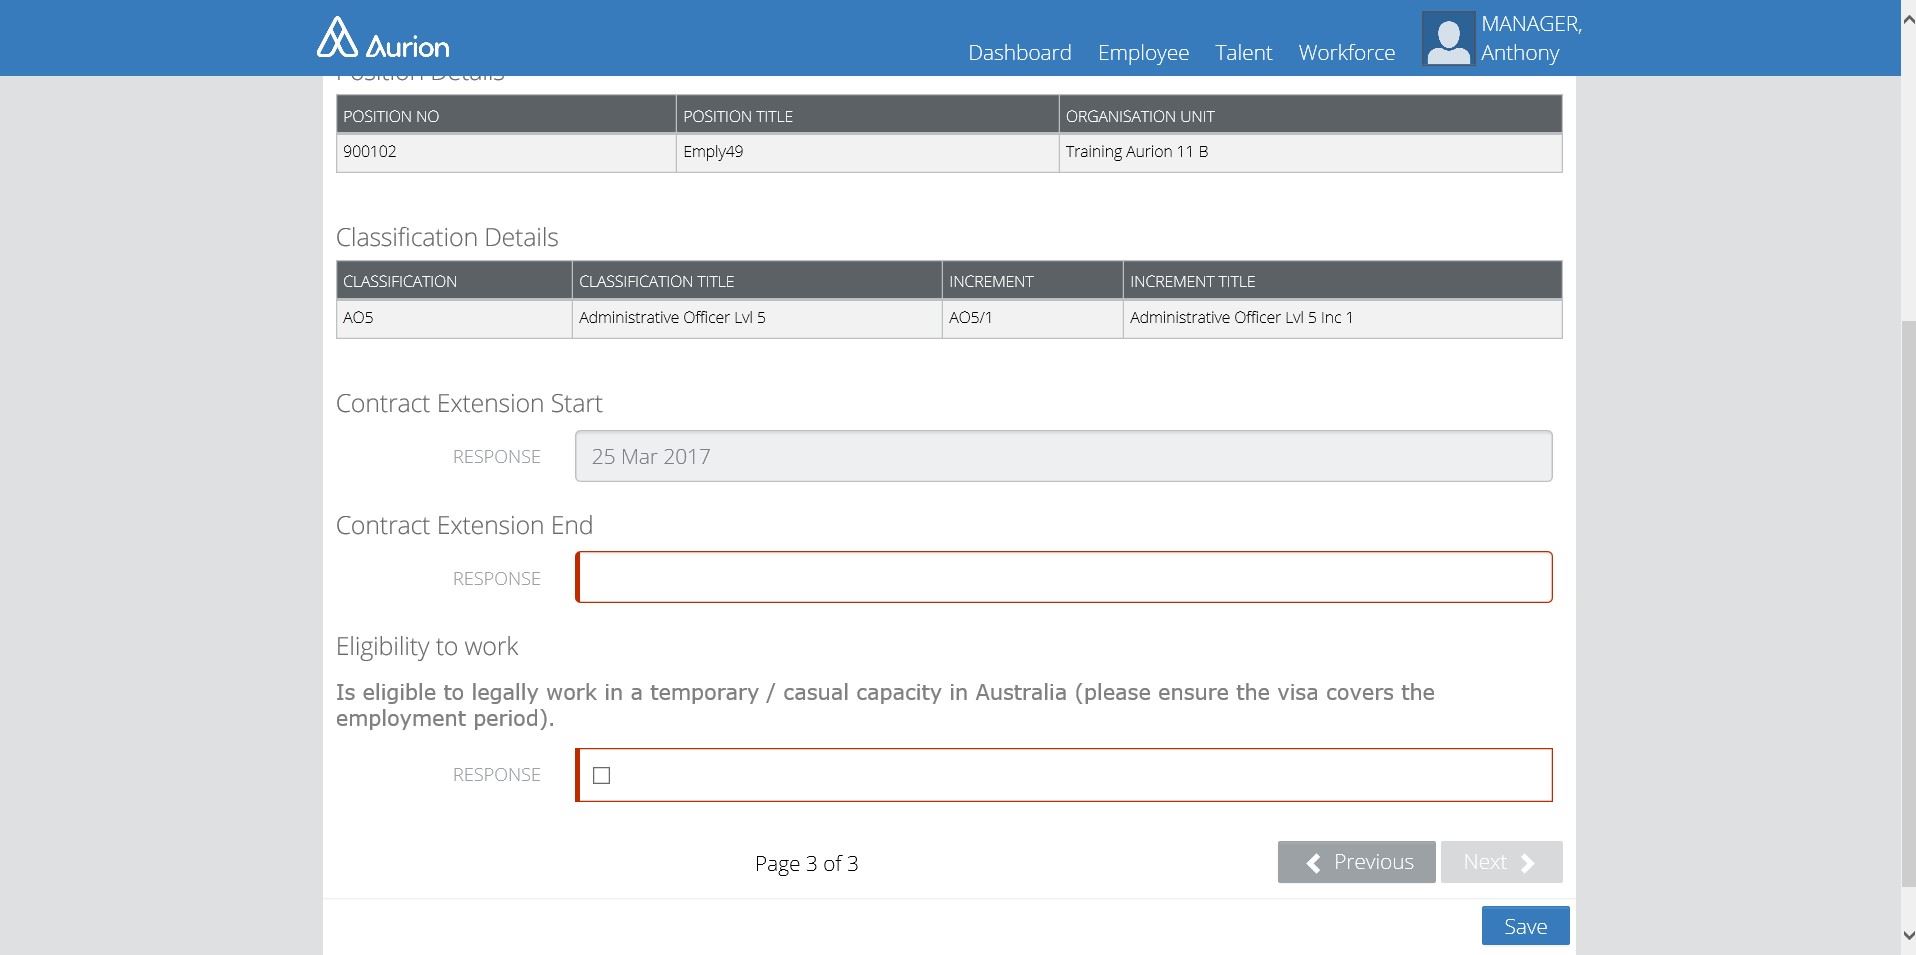 Aurion
Dashboard Employee Talent Workforce
MANAGER,
Anthony
Position Details
POSITION NO POSITION TITLE ORGANISATION UNIT
900102 Emply49 Training Aurion 11 B
Classification Details
CLASSIFICATION CLASSIFICATION TITLE INCREMENT INCREMENT TITLE
AO5 Administrative Officer Lvl 5 AO5/1 Administrative Officer Lvl 5 Inc 1
Contract Extension Start
RESPONSE 25 Mar 2017
Contract Extension End
RESPONSE
Eligibility to work
Is eligible to legally work in a temporary / casual capacity in Australia (please ensure the visa covers the
employment period).
RESPONSE
Page 3 of 3 Previous Next
Save